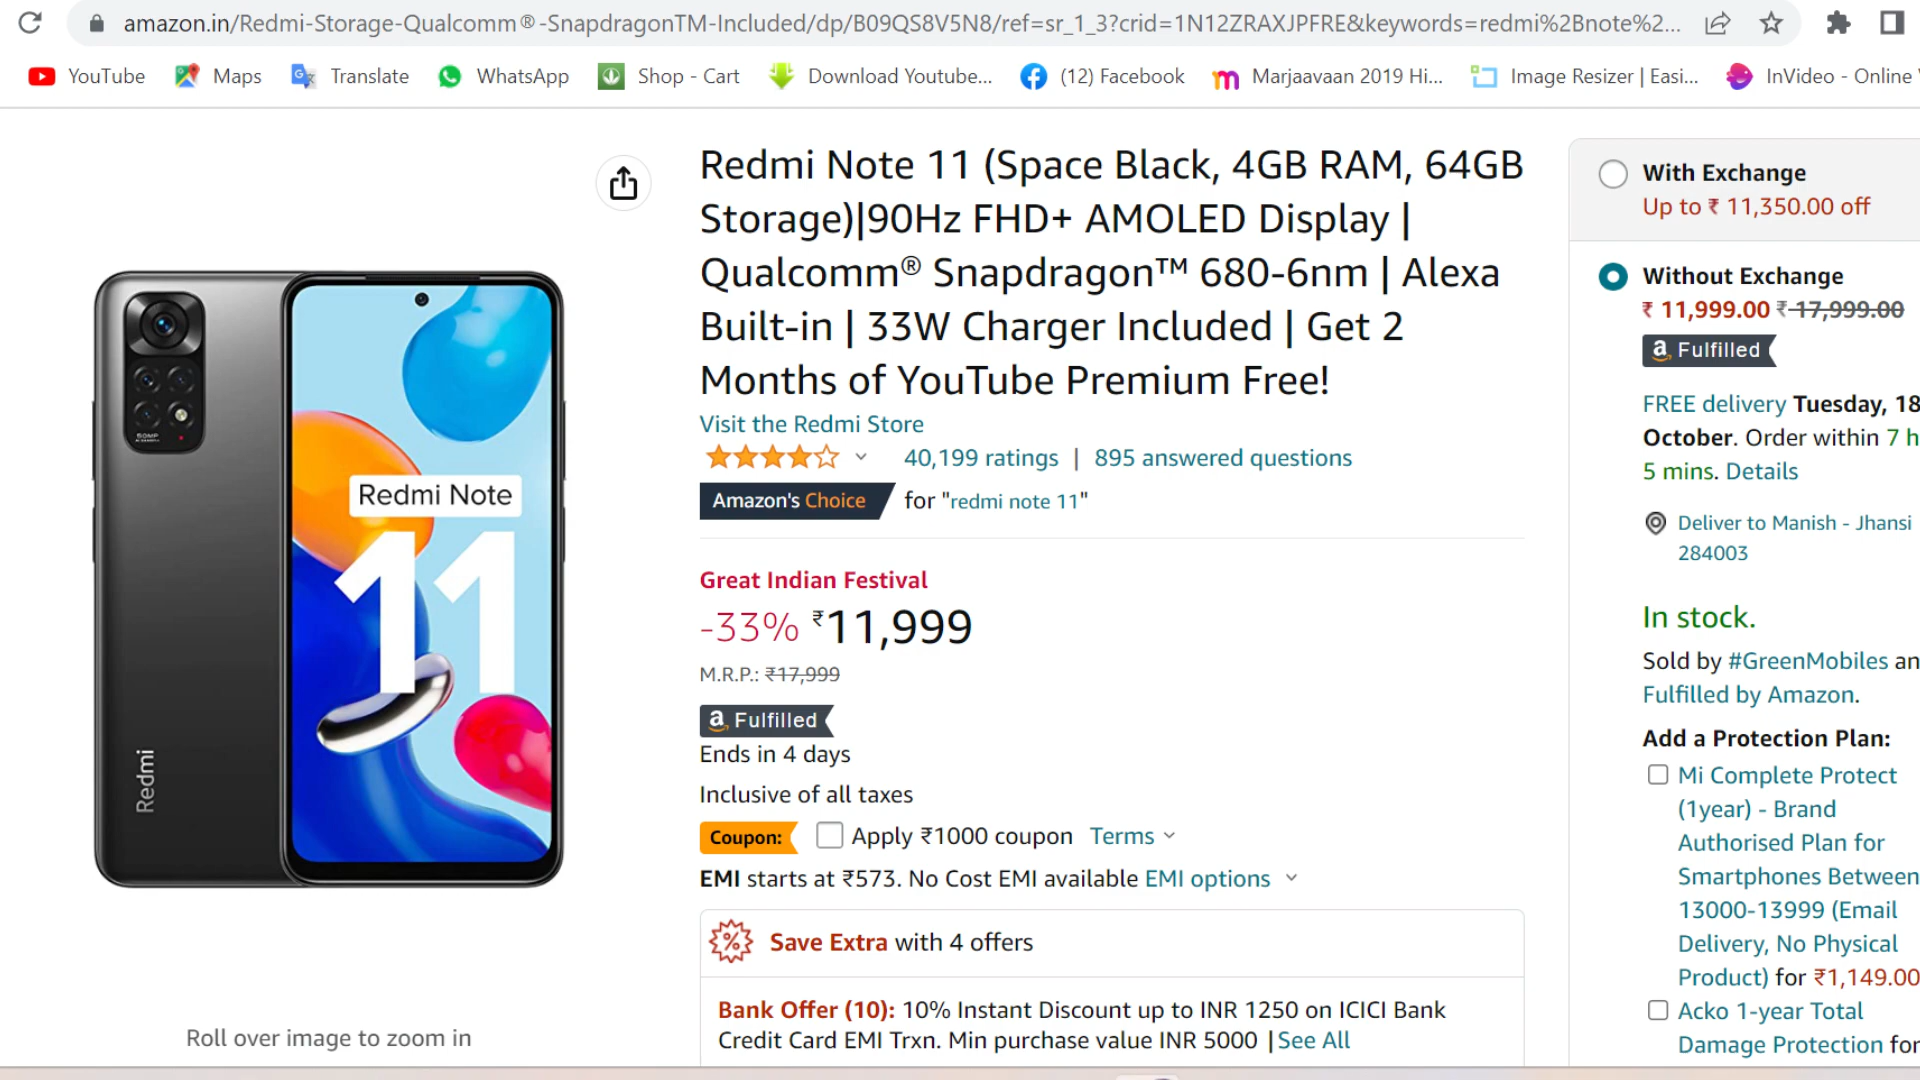 amazon.in/Redmi-Storage-Qualcomm®-SnapdragonTM-Included/dp/B09QS8V5N8/ref=sr_1_3?crid=1N12ZRAXJPFRE&keywords=redmi%2Bnote%2...
YouTube
Maps
Translate
WhatsApp
Shop - Cart
Download Youtube...
(12) Facebook
Marjaavaan 2019 Hi...
Image Resizer | Easi...
InVideo - Online
50MP
Redmi
Redmi Note
11
Roll over image to zoom in
Redmi Note 11 (Space Black, 4GB RAM, 64GB
Storage)|90Hz FHD+ AMOLED Display |
Qualcomm® Snapdragon™ 680-6nm | Alexa
Built-in | 33W Charger Included | Get 2
Months of YouTube Premium Free!
Visit the Redmi Store
40,199 ratings | 895 answered questions
Amazon's Choice for "redmi note 11"
Great Indian Festival
-33% ₹11,999
M.R.P.: ₹17,999
a Fulfilled
Ends in 4 days
Inclusive of all taxes
Coupon: Apply ₹1000 coupon Terms
EMI starts at ₹573. No Cost EMI available EMI options
Save Extra with 4 offers
Bank Offer (10): 10% Instant Discount up to INR 1250 on ICICI Bank
Credit Card EMI Trxn. Min purchase value INR 5000 | See All
With Exchange
Up to ₹ 11,350.00 off
Without Exchange
₹ 11,999.00 ₹ 17,999.00
a Fulfilled
FREE delivery Tuesday, 18
October. Order within 7 h
5 mins. Details
Deliver to Manish - Jhansi
284003
In stock.
Sold by #GreenMobiles an
Fulfilled by Amazon.
Add a Protection Plan:
Mi Complete Protect
(1year) - Brand
Authorised Plan for
Smartphones Between
13000-13999 (Email
Delivery, No Physical
Product) for ₹1,149.00
Acko 1-year Total
Damage Protection for